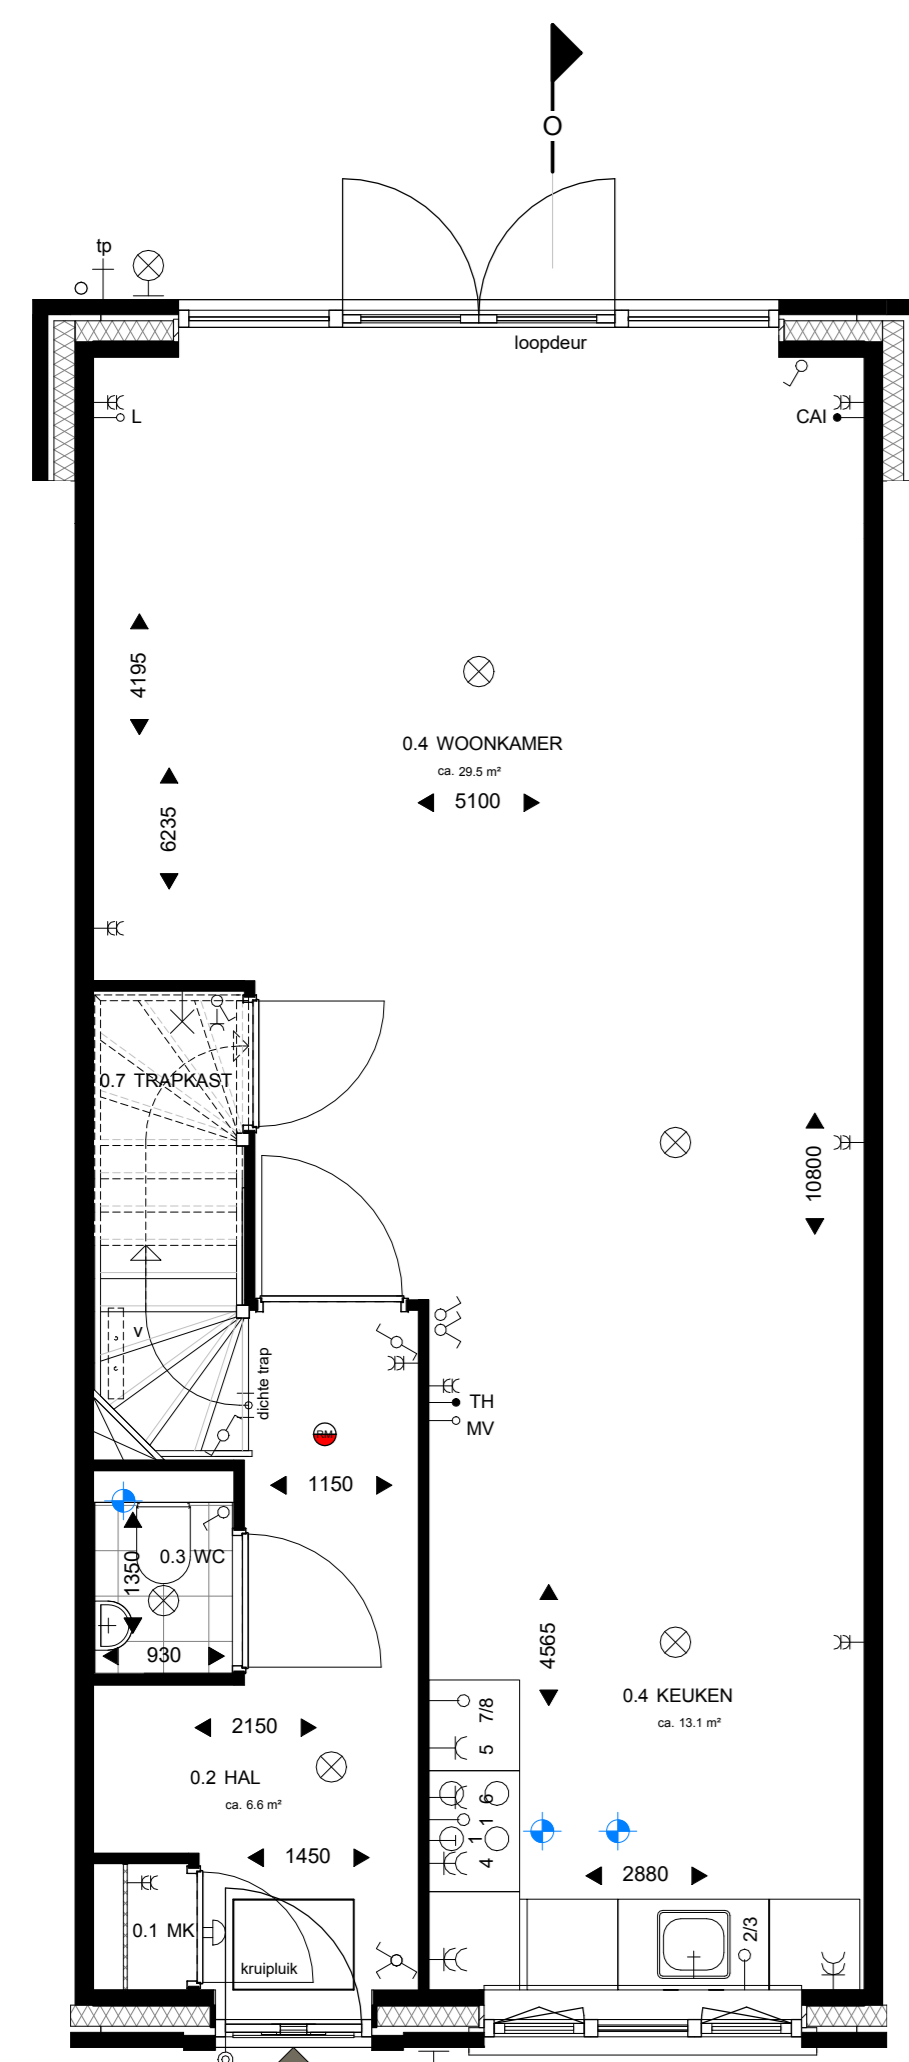 O
tp
loopdeur
L
CAI
4195
0.4 WOONKAMER
ca. 29.5 m²
5100
6235
0.7 TRAPKAST
10800
v
dichte trap
TH
MV
RM
1150
0.3 WC
1350
930
4565
0.4 KEUKEN
ca. 13.1 m²
7/8
5
2150
0.2 HAL
ca. 6.6 m²
6
1
1
4
1450
2880
0.1 MK
2/3
kruipluik